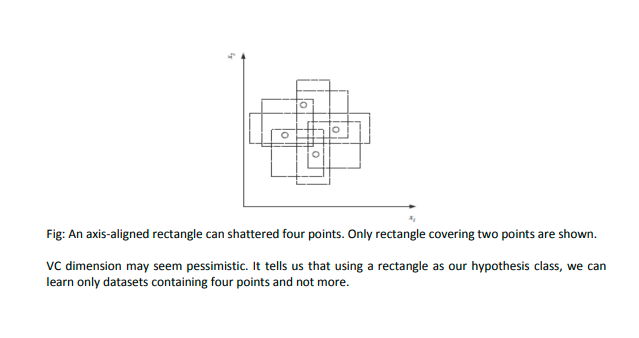 x₂
x₁
Fig: An axis-aligned rectangle can shattered four points. Only rectangle covering two points are shown.
VC dimension may seem pessimistic. It tells us that using a rectangle as our hypothesis class, we can
learn only datasets containing four points and not more.